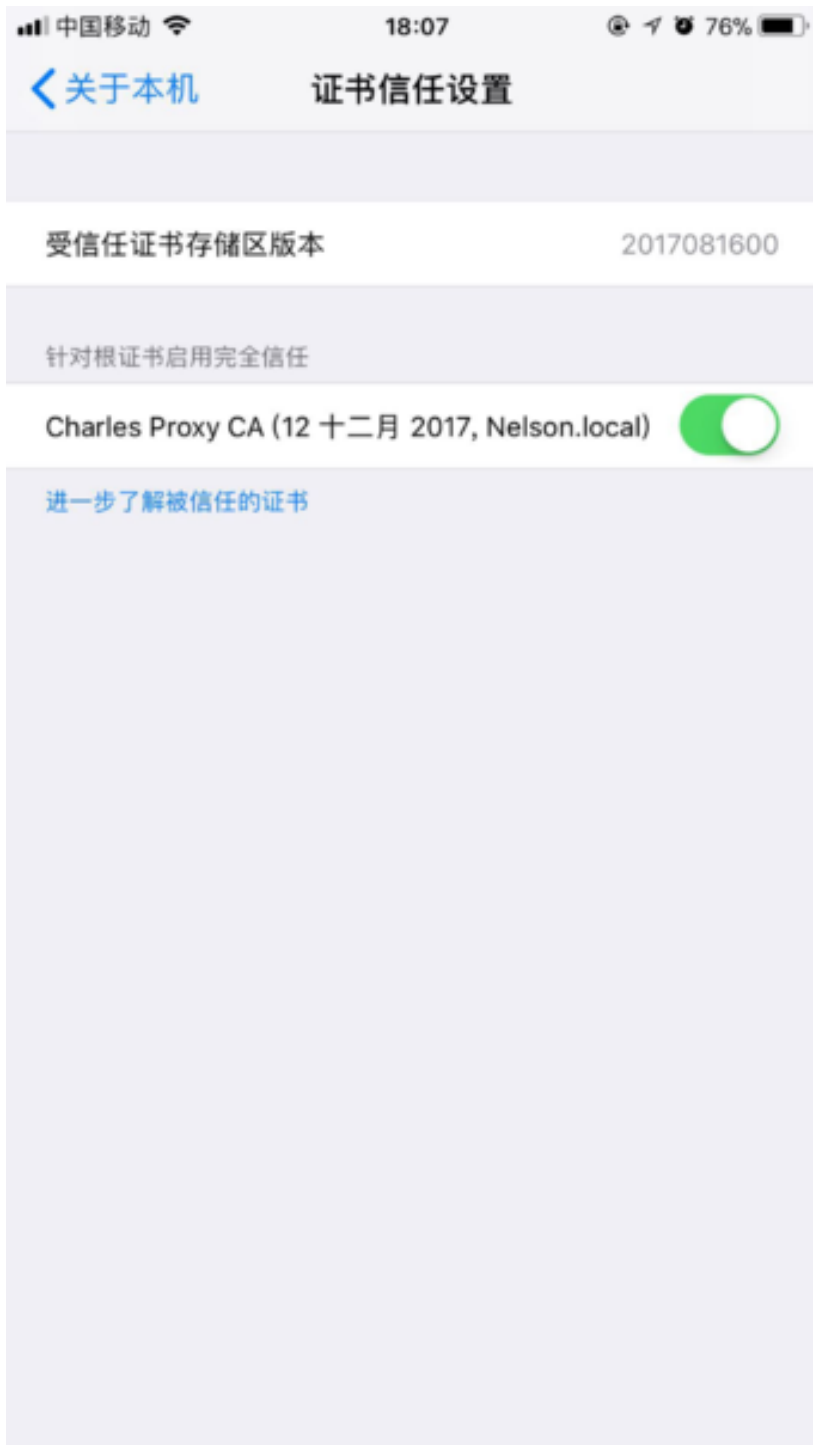 中国移动 18:07 76%
关于本机 证书信任设置
受信任证书存储区版本 2017081600
针对根证书启用完全信任
Charles Proxy CA (12 十二月 2017, Nelson.local)
进一步了解被信任的证书